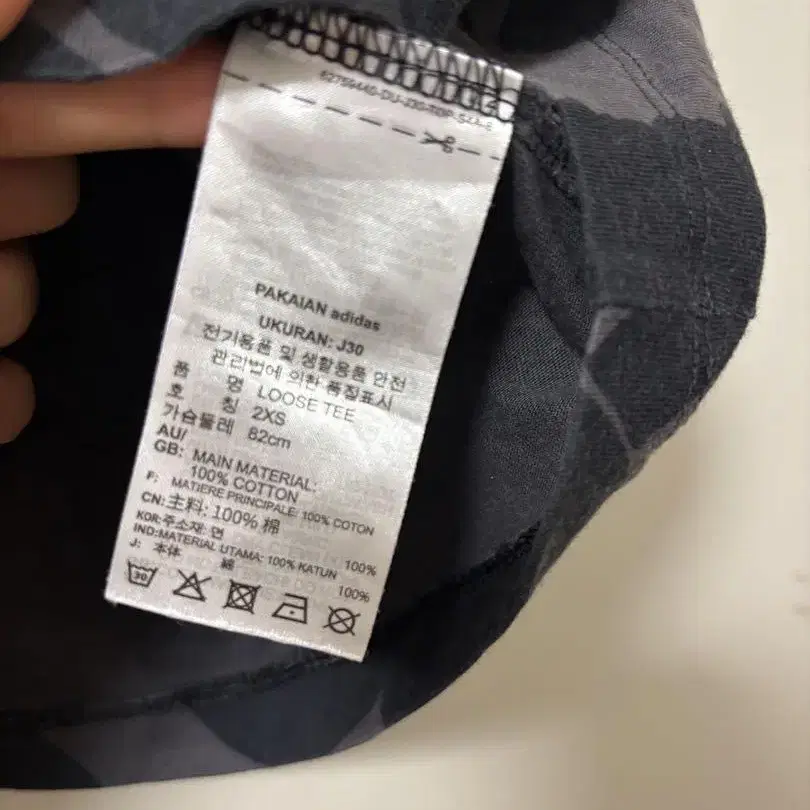 PAKAIAN adidas
UKURAN: J30
전기용품 및 생활용품 안전
관리법에 의한 품질표시
품 명 LOOSE TEE
호 칭 2XS
가슴둘레 82cm
AU/
GB: MAIN MATERIAL:
100% COTTON
F: MATIERE PRINCIPALE: 100% COTON
CN: 主料: 100% 棉
KOR: 주소재: 면 100%
IND: MATERIAL UTAMA: 100% KATUN
J: 本体 綿 100%
30